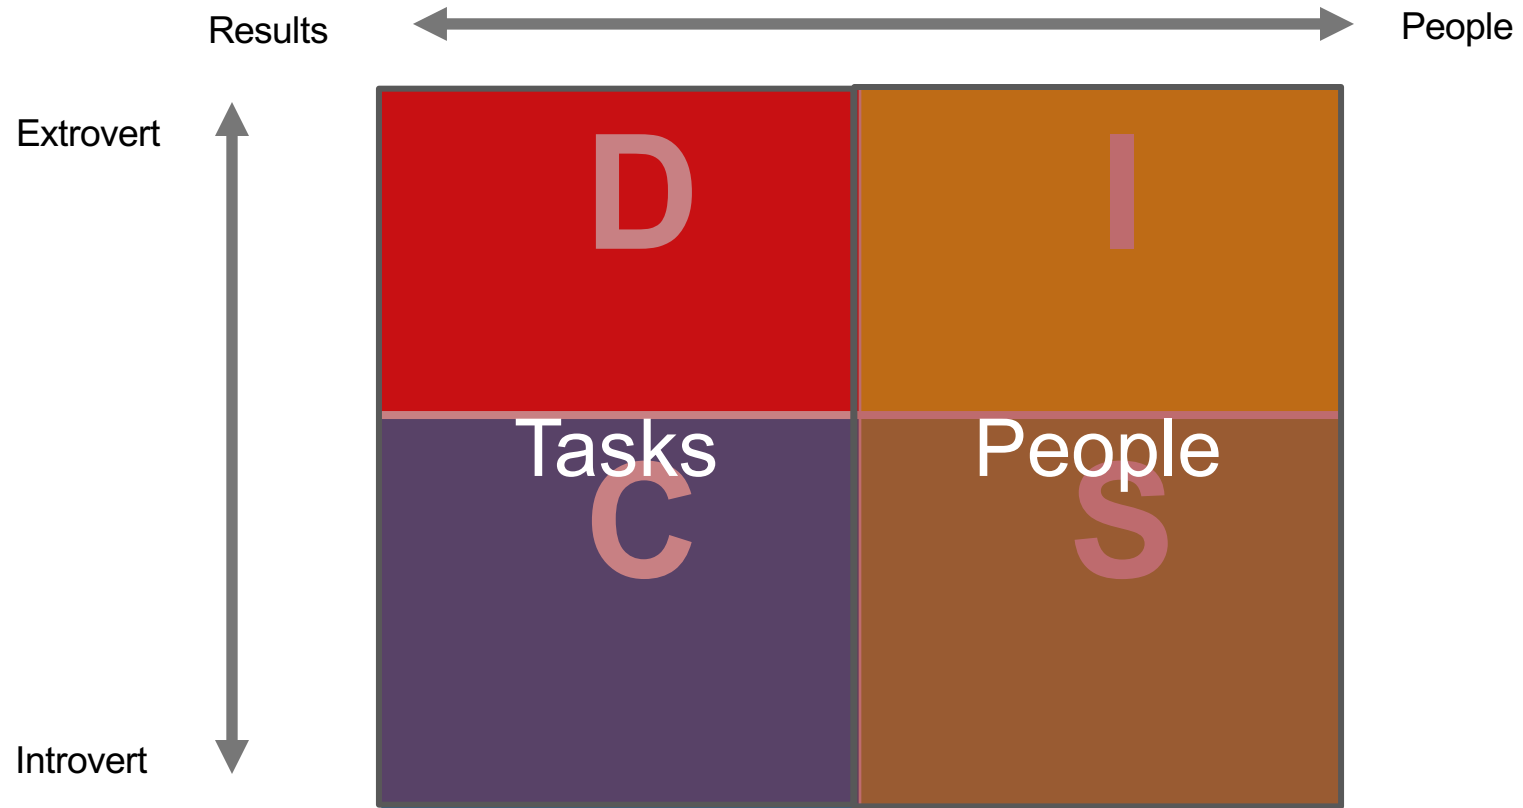 Results
People
Extrovert
D
I
Tasks
People
C
S
Introvert